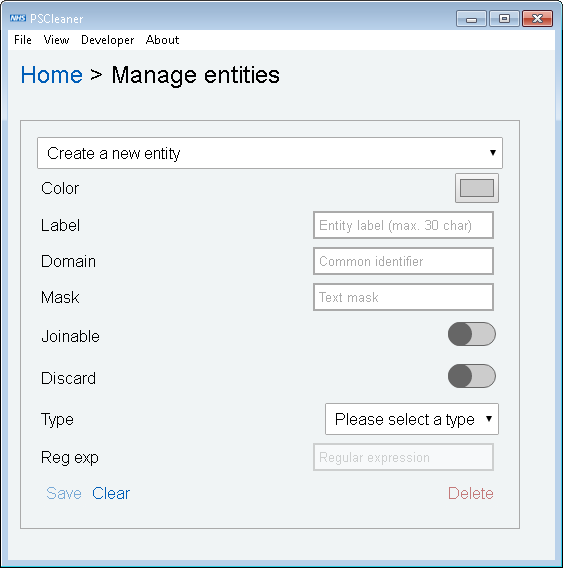 NHS PSCleaner
File View Developer About
Home > Manage entities
Create a new entity
Color
Label Entity label (max. 30 char)
Domain Common identifier
Mask Text mask
Joinable
Discard
Type Please select a type
Reg exp Regular expression
Save Clear Delete